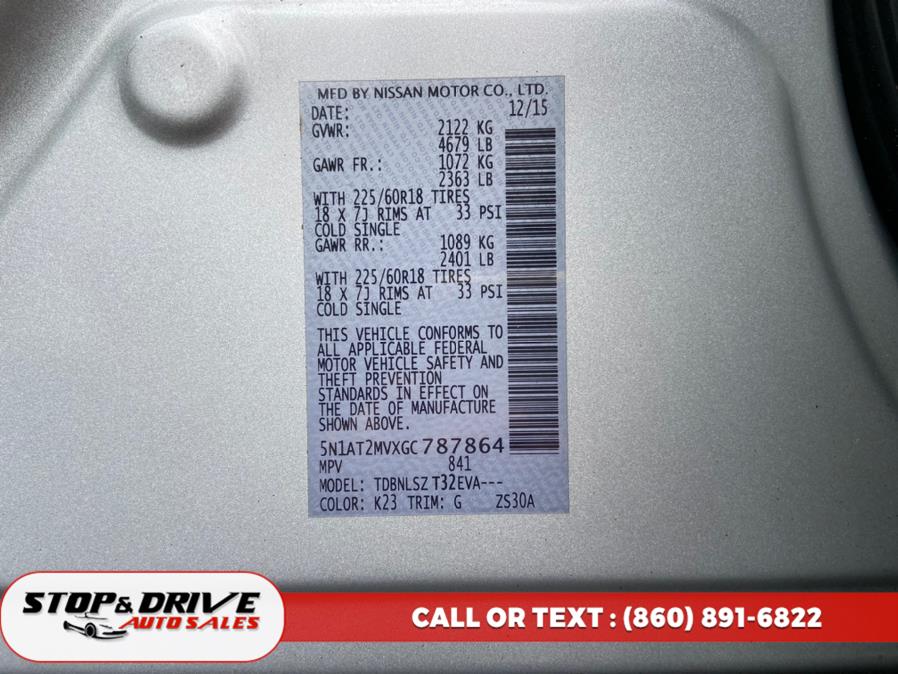 MFD BY NISSAN MOTOR CO., LTD.
DATE: 12/15
GVWR: 2122 KG
4679 LB
GAWR FR.: 1072 KG
2363 LB
WITH 225/60R18 TIRES
18 X 7J RIMS AT 33 PSI
COLD SINGLE
GAWR RR.: 1089 KG
2401 LB
WITH 225/60R18 TIRES
18 X 7J RIMS AT 33 PSI
COLD SINGLE
THIS VEHICLE CONFORMS TO
ALL APPLICABLE FEDERAL
MOTOR VEHICLE SAFETY AND
THEFT PREVENTION
STANDARDS IN EFFECT ON
THE DATE OF MANUFACTURE
SHOWN ABOVE.
5N1AT2MVXGC787864
MPV 841
MODEL: TDBNLSZ T32EVA---
COLOR: K23 TRIM: G ZS30A
STOP & DRIVE
AUTO SALES
CALL OR TEXT : (860) 891-6822